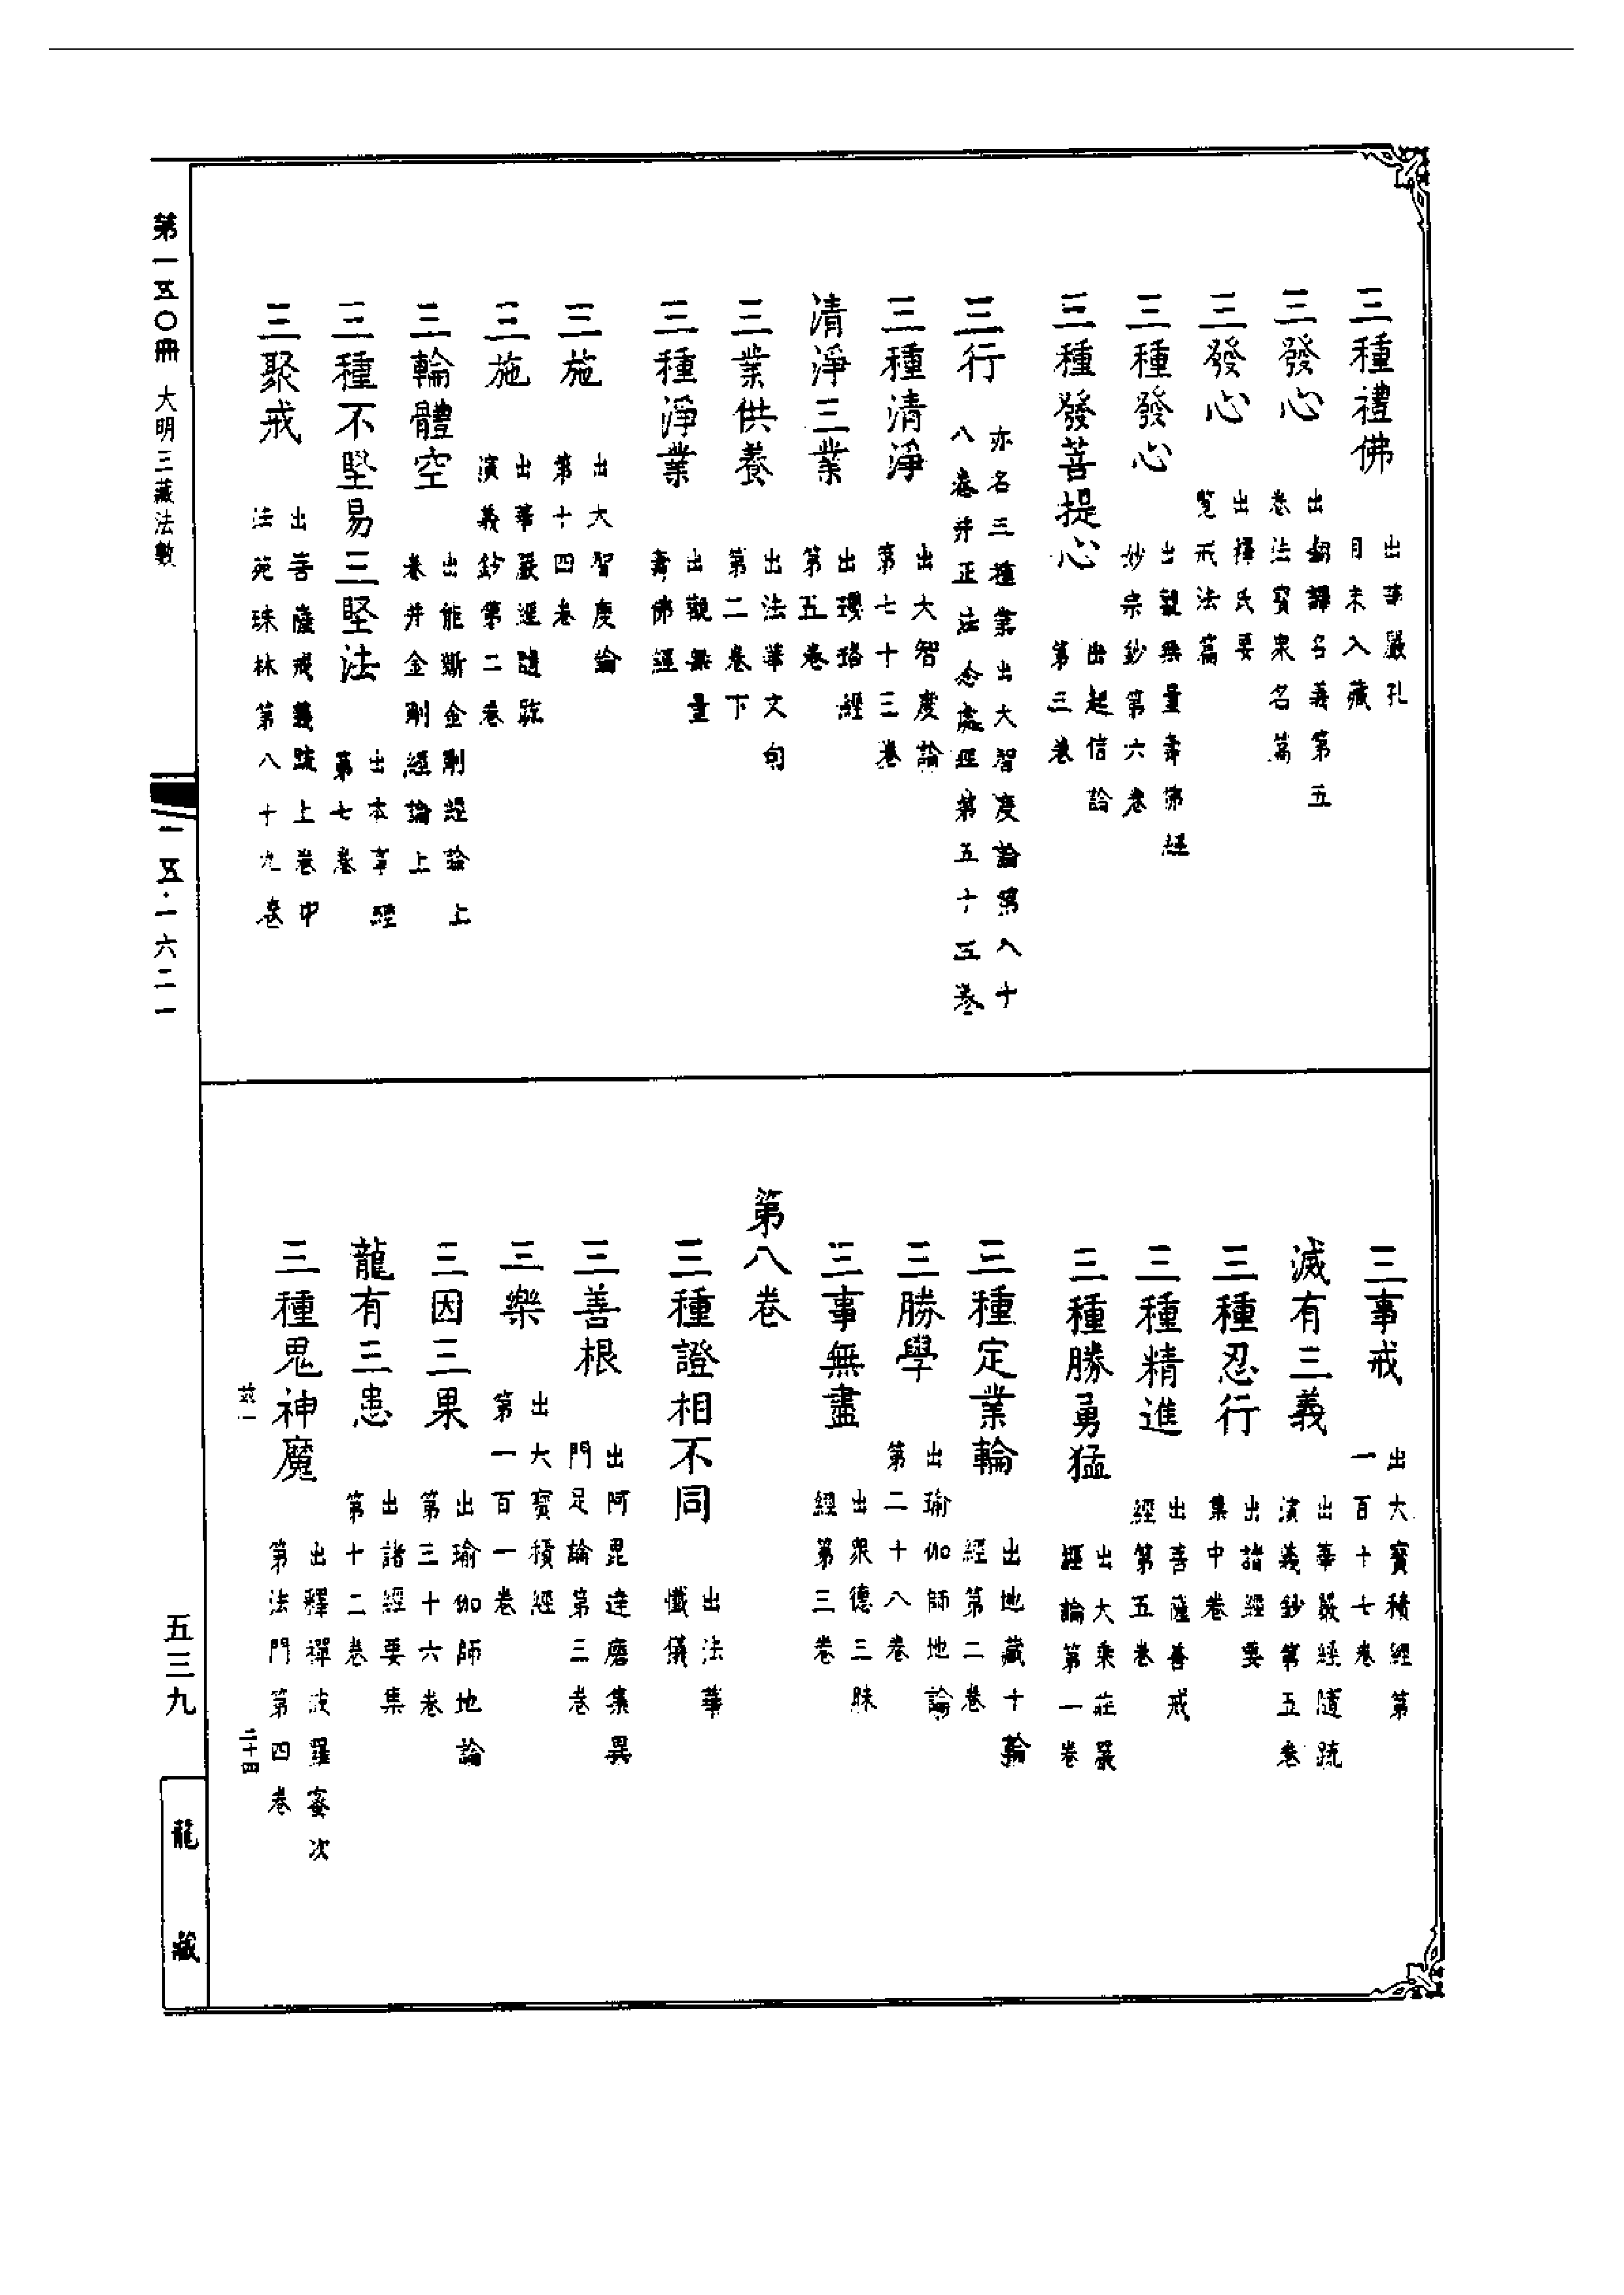 三種禮佛 出華嚴孔目未入藏
三發心 出翻譯名義第五卷法寶衆名篇
三發心 出釋氏要覽戒法篇
三種發心 出觀無量壽佛經妙宗鈔第六卷
三種發菩提心 出起信論第三卷
三行 亦名三種業出大智度論第八十八卷并正法念處經第五十三卷
三種清淨 出大智度論第七十三卷
清淨三業 出瓔珞經第五卷
三業供養 出法華文句第二卷下
三種淨業 出觀無量壽佛經
三施 出大智度論第十四卷
三施 出華嚴經隨疏演義鈔第二卷
三輪體空 出能斷金剛經論上卷并金剛經論上
三種不堅易三堅法 出本事經第七卷
三聚戒 出菩薩戒義疏上卷中法苑珠林第八十九卷
三事戒 出大寶積經第一百十七卷
滅有三義 出華嚴經隨疏演義鈔第五卷
三種忍行 出諸經要集中卷
三種精進 出菩薩善戒經第五卷
三種勝勇猛 出大乘莊嚴經論第一卷
三種定業輪 出地藏十輪經第二卷
三勝學 出瑜伽師地論第二十八卷
三事無盡 出衆德三昧經第三卷
第八卷
三種證相不同 出法華懺儀
三善根 出阿毘達磨集異門足論第三卷
三樂 出大寶積經第一百一卷
三因三果 出瑜伽師地論第三十六卷
龍有三患 出諸經要集第十二卷
三種鬼神魔 出釋禪波羅蜜次第法門第四卷
茲一
二十四
第一五〇冊 大明三藏法數
一五·一六二一
五三九
龍藏